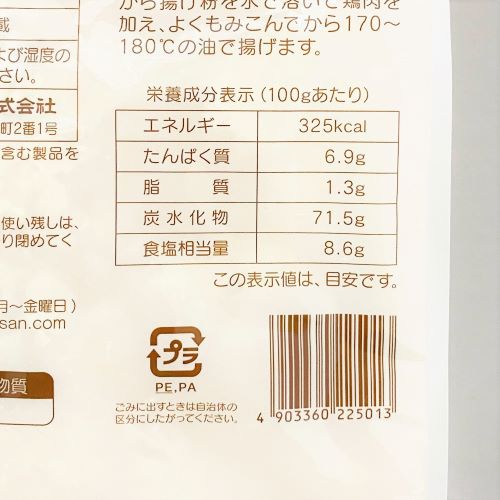 から揚げ粉を水で溶いて鶏肉を
加え、よくもみこんでから170〜
180℃の油で揚げます。
載
よび湿度の
さい。
式会社
町2番1号
含む製品を
使い残しは、
り閉めてく
月〜金曜日)
san.com
物質
栄養成分表示(100gあたり)
エネルギー 325kcal
たんぱく質 6.9g
脂質 1.3g
炭水化物 71.5g
食塩相当量 8.6g
この表示値は、目安です。
プラ
PE,PA
ごみに出すときは自治体の
区分にしたがってください。
4 903360 225013